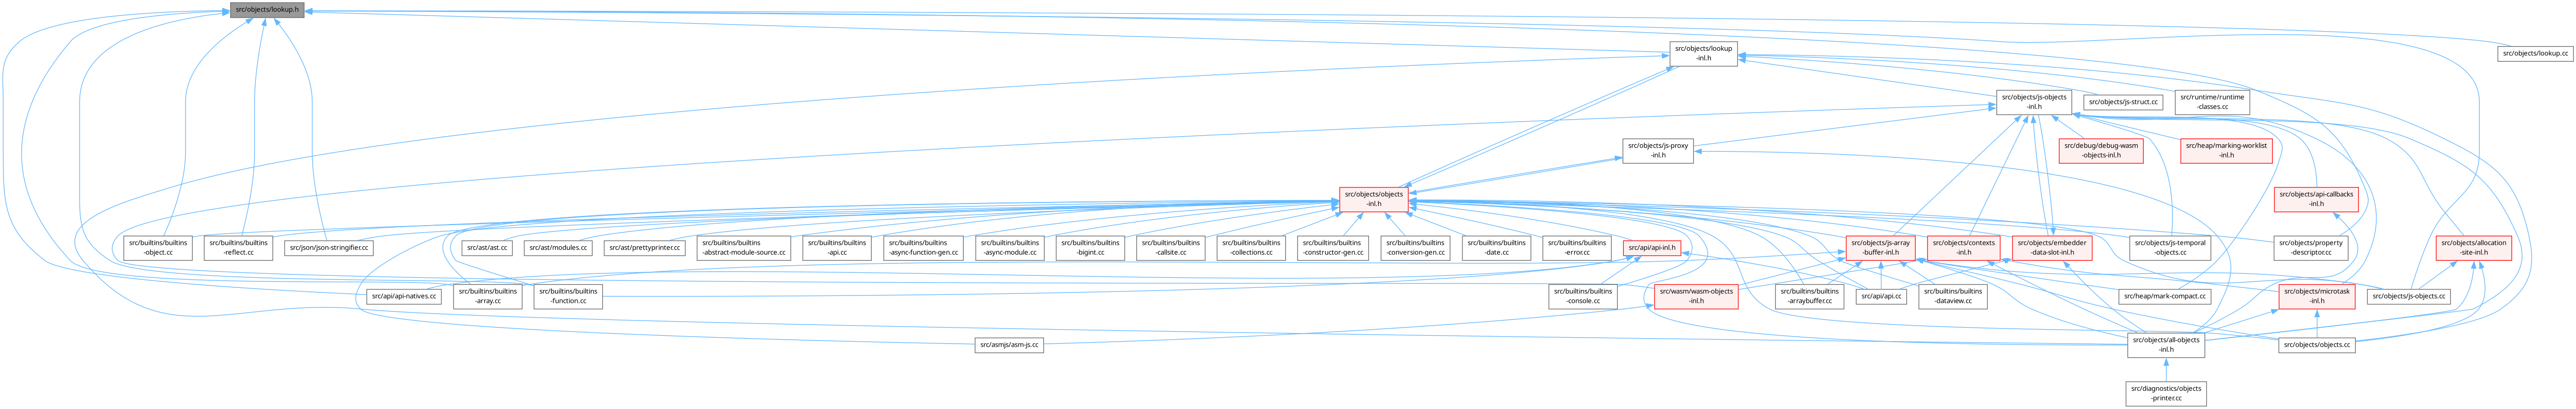 src/objects/lookup.h
src/objects/lookup
-inl.h
src/objects/lookup.cc
src/objects/js-objects
-inl.h
src/objects/js-struct.cc
src/runtime/runtime
-classes.cc
src/objects/js-proxy
-inl.h
src/debug/debug-wasm
-objects-inl.h
src/heap/marking-worklist
-inl.h
src/objects/objects
-inl.h
src/objects/api-callbacks
-inl.h
src/builtins/builtins
-object.cc
src/builtins/builtins
-reflect.cc
src/json/json-stringifier.cc
src/ast/ast.cc
src/ast/modules.cc
src/ast/prettyprinter.cc
src/builtins/builtins
-abstract-module-source.cc
src/builtins/builtins
-api.cc
src/builtins/builtins
-async-function-gen.cc
src/builtins/builtins
-async-module.cc
src/builtins/builtins
-bigint.cc
src/builtins/builtins
-callsite.cc
src/builtins/builtins
-collections.cc
src/builtins/builtins
-constructor-gen.cc
src/builtins/builtins
-conversion-gen.cc
src/builtins/builtins
-date.cc
src/builtins/builtins
-error.cc
src/api/api-inl.h
src/objects/js-array
-buffer-inl.h
src/objects/contexts
-inl.h
src/objects/embedder
-data-slot-inl.h
src/objects/js-temporal
-objects.cc
src/objects/property
-descriptor.cc
src/objects/allocation
-site-inl.h
src/api/api-natives.cc
src/builtins/builtins
-array.cc
src/builtins/builtins
-function.cc
src/builtins/builtins
-console.cc
src/wasm/wasm-objects
-inl.h
src/builtins/builtins
-arraybuffer.cc
src/api/api.cc
src/builtins/builtins
-dataview.cc
src/heap/mark-compact.cc
src/objects/microtask
-inl.h
src/objects/js-objects.cc
src/asmjs/asm-js.cc
src/objects/all-objects
-inl.h
src/objects/objects.cc
src/diagnostics/objects
-printer.cc